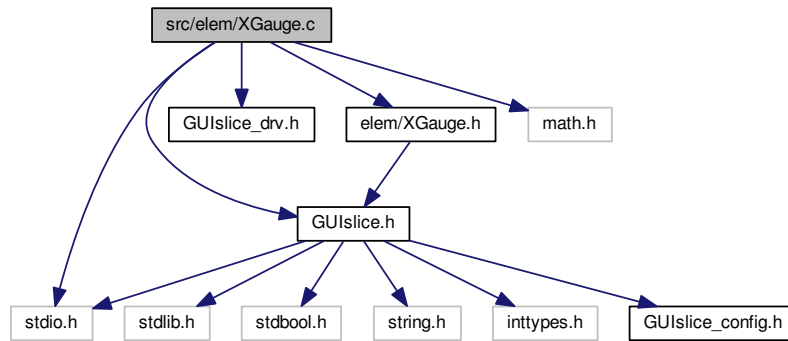 src/elem/XGauge.c
GUIslice_drv.h
elem/XGauge.h
math.h
GUIslice.h
stdio.h
stdlib.h
stdbool.h
string.h
inttypes.h
GUIslice_config.h